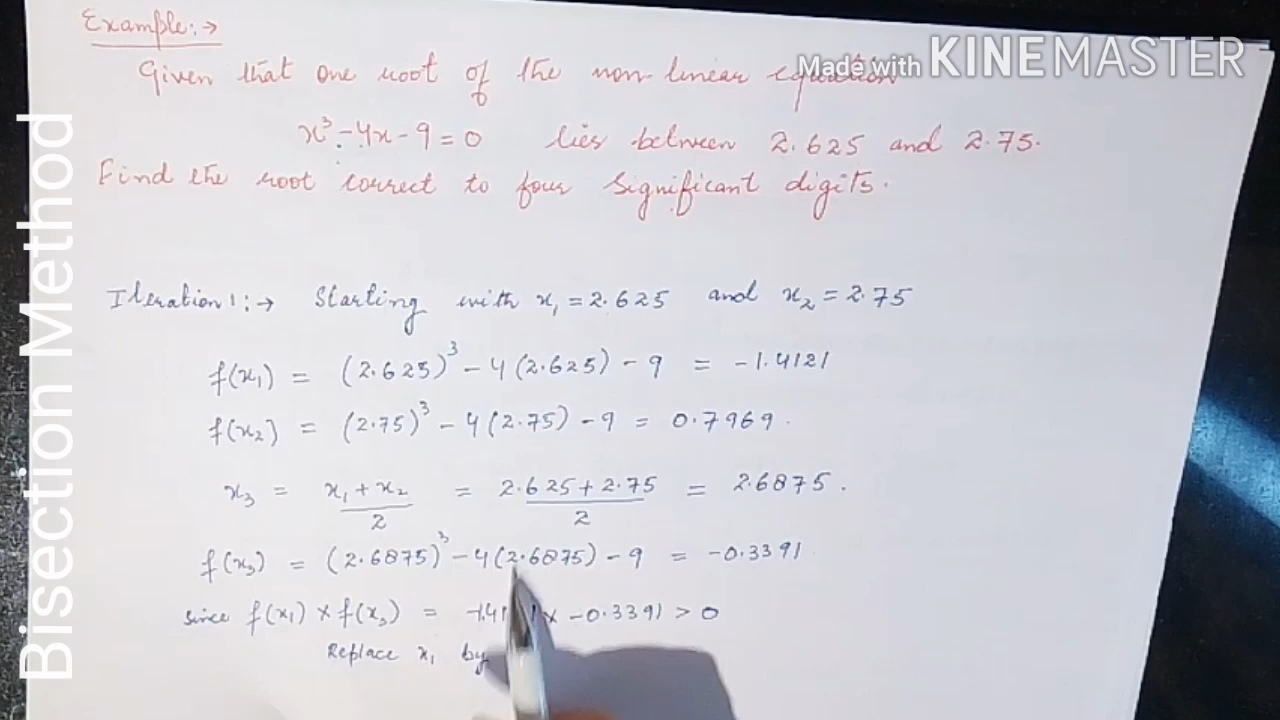 Example:→
Made with KINEMASTER
Given that one root of the non-linear equation
x³ - 4x - 9 = 0 lies between 2.625 and 2.75.
Find the root correct to four significant digits.
Bisection Method
Iteration 1:→ Starting with x₁ = 2.625 and x₂ = 2.75
f(x₁) = (2.625)³ - 4(2.625) - 9 = -1.4121
f(x₂) = (2.75)³ - 4(2.75) - 9 = 0.7969.
x₃ = x₁ + x₂ / 2 = 2.625 + 2.75 / 2 = 2.6875.
f(x₃) = (2.6875)³ - 4(2.6875) - 9 = -0.3391
Since f(x₁) × f(x₃) = × -0.3391 > 0
Replace x₁ by